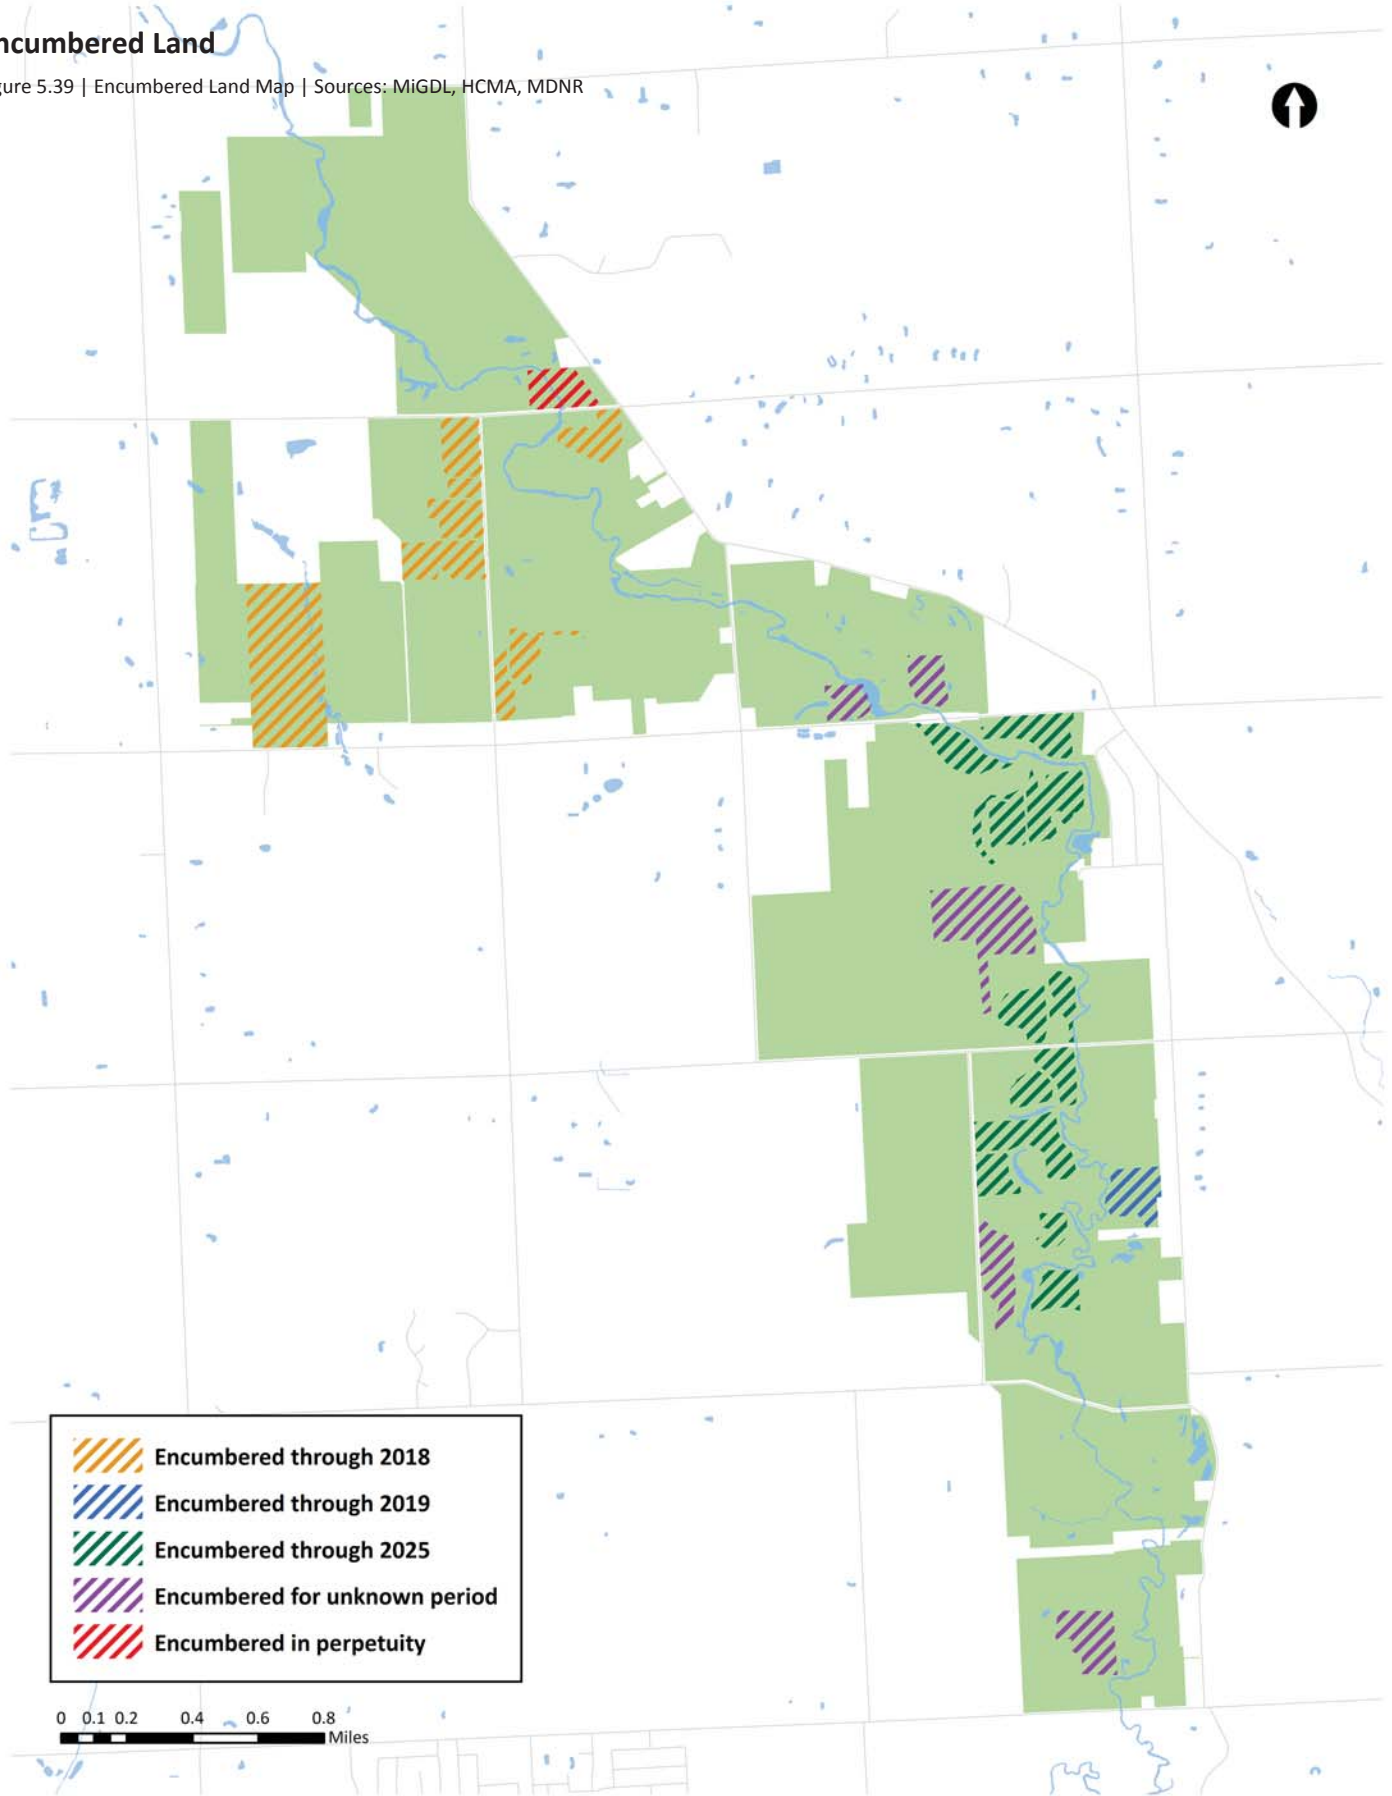 ncumbered Land
gure 5.39 | Encumbered Land Map | Sources: MiGDL, HCMA, MDNR
Encumbered through 2018
Encumbered through 2019
Encumbered through 2025
Encumbered for unknown period
Encumbered in perpetuity
0 0.1 0.2 0.4 0.6 0.8
Miles